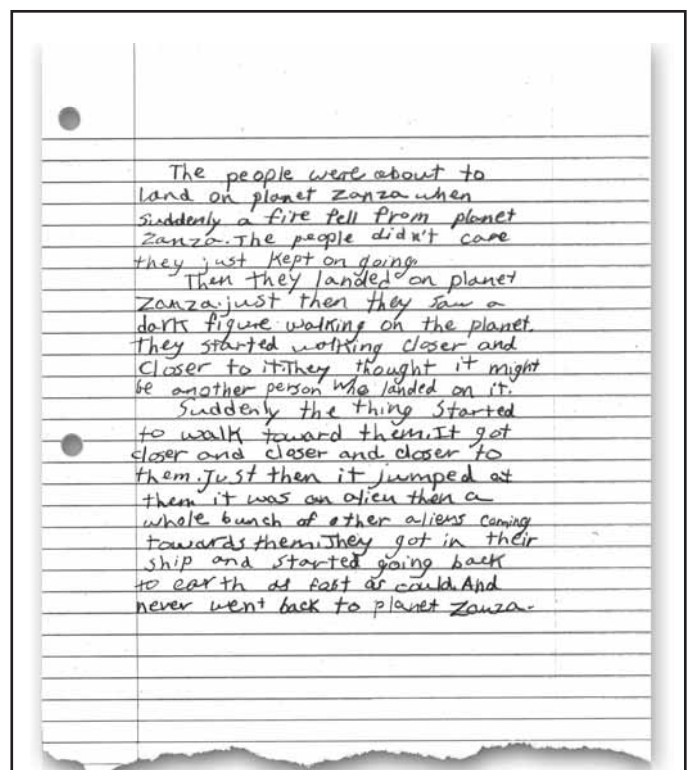 The people were about to
land on planet Zanza when
suddenly a fire fell from planet
Zanza. The people didn't care
they just kept on going.
Then they landed on planet
Zanza. just then they saw a
dark figure walking on the planet.
They started walking closer and
closer to it. They thought it might
be another person who landed on it.
Suddenly the thing started
to walk toward them. It got
closer and closer and closer to
them. Just then it jumped at
them it was an alien then a
whole bunch of other aliens coming
towards them. They got in their
ship and started going back
to earth as fast as could. And
never went back to planet Zanza.